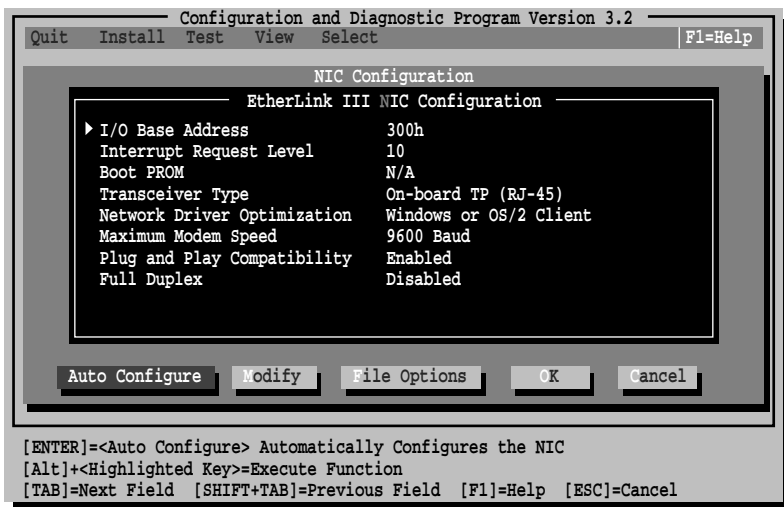 Configuration and Diagnostic Program Version 3.2
Quit Install Test View Select F1=Help
NIC Configuration
EtherLink III NIC Configuration
I/O Base Address 300h
Interrupt Request Level 10
Boot PROM N/A
Transceiver Type On-board TP (RJ-45)
Network Driver Optimization Windows or OS/2 Client
Maximum Modem Speed 9600 Baud
Plug and Play Compatibility Enabled
Full Duplex Disabled
Auto Configure Modify File Options OK Cancel
[ENTER]=<Auto Configure> Automatically Configures the NIC
[Alt]+<Highlighted Key>=Execute Function
[TAB]=Next Field [SHIFT+TAB]=Previous Field [F1]=Help [ESC]=Cancel